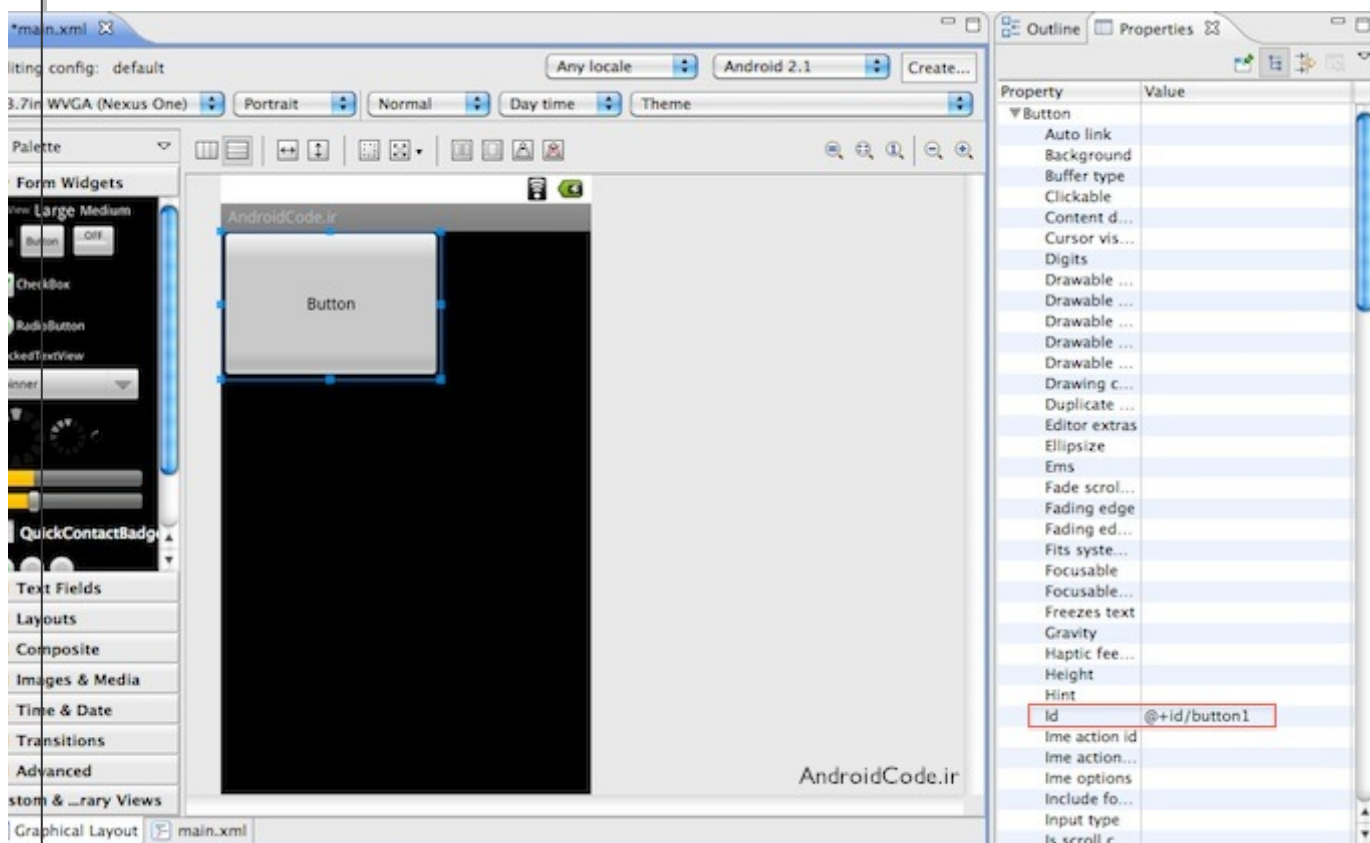 *main.xml
Outline Properties
config: default Any locale Android 2.1 Create...
3.7in WVGA (Nexus One) Portrait Normal Day time Theme
Property Value
Palette
Form Widgets
Large Medium
Button OFF
CheckBox
RadioButton
QuickContactBadge
Text Fields
Layouts
Composite
Images & Media
Time & Date
Transitions
Advanced
& ...rary Views
Graphical Layout main.xml
AndroidCode.ir
Button
AndroidCode.ir
Button
Auto link
Background
Buffer type
Clickable
Content d...
Cursor vis...
Digits
Drawable ...
Drawable ...
Drawable ...
Drawable ...
Drawable ...
Drawing c...
Duplicate ...
Editor extras
Ellipsize
Ems
Fade scrol...
Fading edge
Fading ed...
Fits syste...
Focusable
Focusable...
Freezes text
Gravity
Haptic fee...
Height
Hint
Id @+id/button1
Ime action id
Ime action...
Ime options
Include fo...
Input type
Is scroll c...